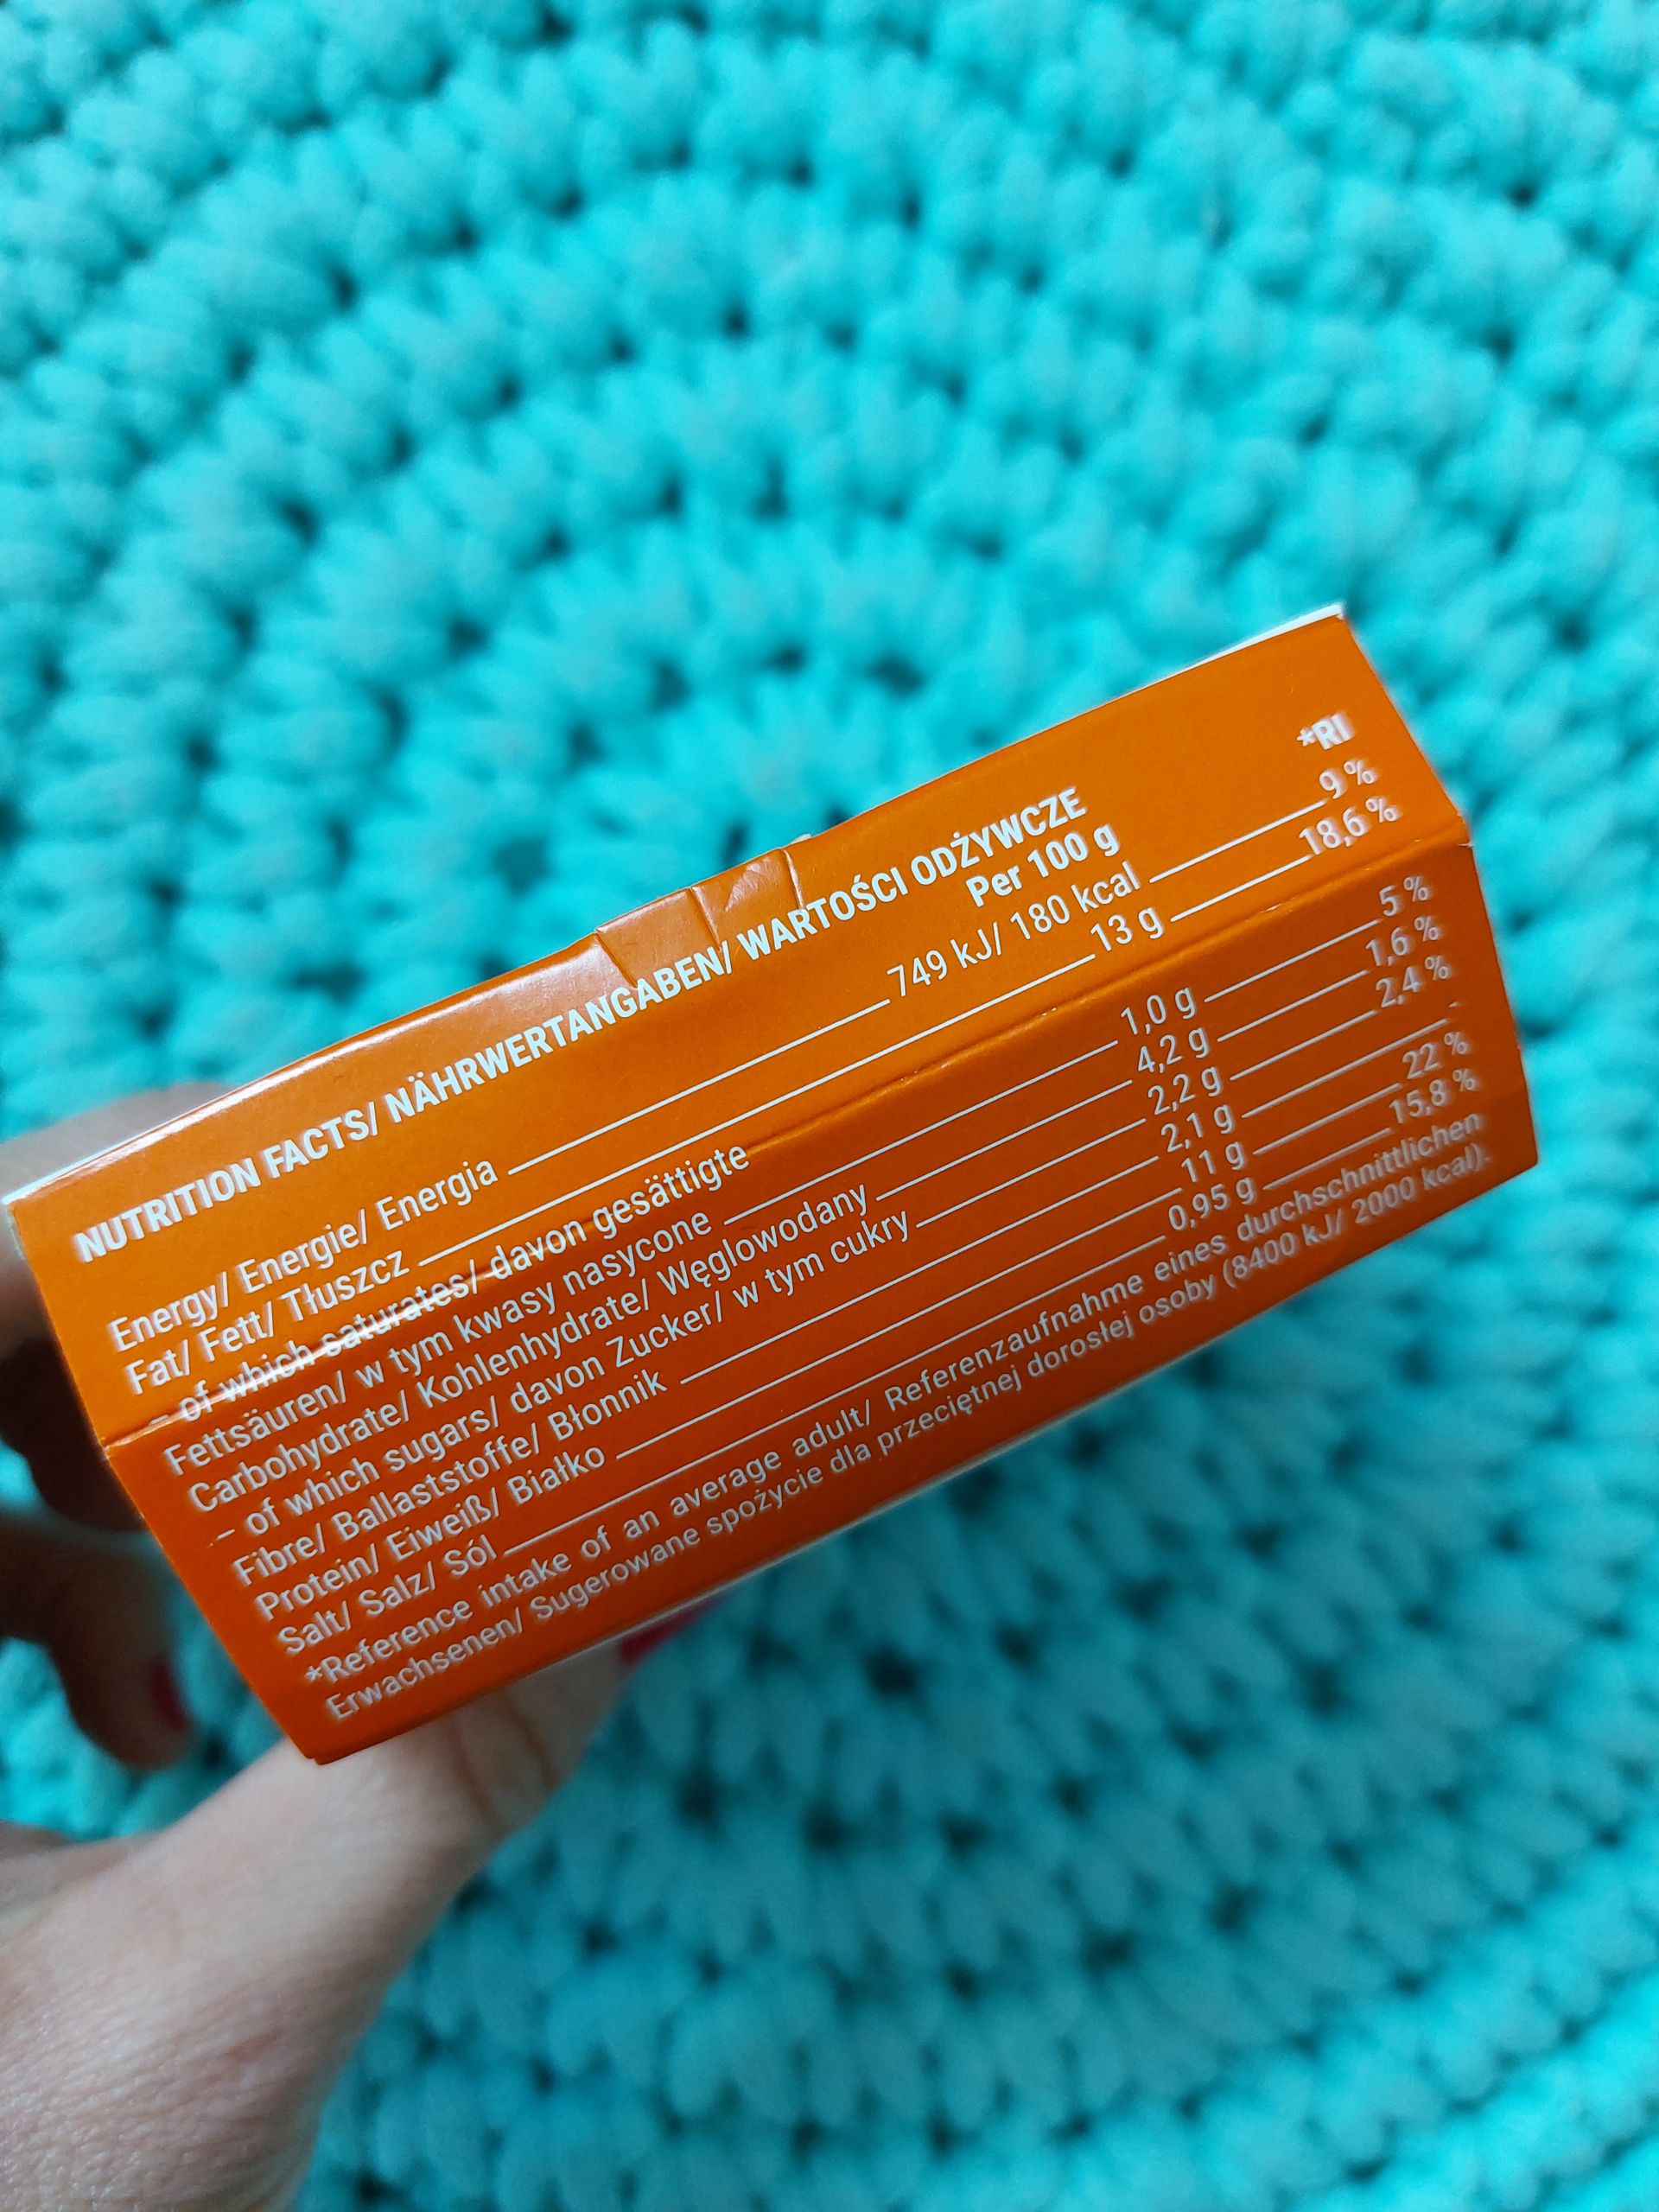 NUTRITION FACTS/ NÄHRWERTANGABEN/ WARTOŚCI ODŻYWCZE
Per 100 g *RI
Energy/ Energie/ Energia 749 kJ/ 180 kcal 9 %
Fat/ Fett/ Tłuszcz 13 g 18,6 %
- of which saturates/ davon gesättigte
Fettsäuren/ w tym kwasy nasycone 1,0 g 5 %
Carbohydrate/ Kohlenhydrate/ Węglowodany 4,2 g 1,6 %
- of which sugars/ davon Zucker/ w tym cukry 2,2 g 2,4 %
Fibre/ Ballaststoffe/ Błonnik 2,1 g -
Protein/ Eiweiß/ Białko 11 g 22 %
Salt/ Salz/ Sól 0,95 g 15,8 %
*Reference intake of an average adult/ Referenzaufnahme eines durchschnittlichen
Erwachsenen/ Sugerowane spożycie dla przeciętnej dorosłej osoby (8400 kJ/ 2000 kcal).